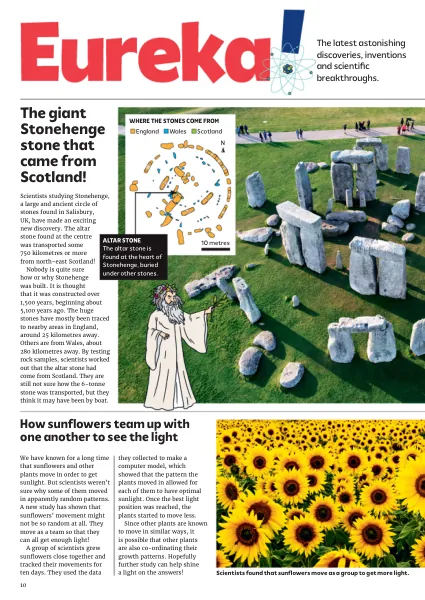 Eureka!
The latest astonishing
discoveries, inventions
and scientific
breakthroughs.
The giant
Stonehenge
stone that
came from
Scotland!
Scientists studying Stonehenge,
a large and ancient circle of
stones found in Salisbury,
UK, have made an exciting
new discovery. The altar
stone found at the centre
was transported some
750 kilometres or more
from north-east Scotland!
Nobody is quite sure
how or why Stonehenge
was built. It is thought
that it was constructed over
1,500 years, beginning about
5,100 years ago. The huge
stones have mostly been traced
to nearby areas in England,
around 25 kilometres away.
Others are from Wales, about
280 kilometres away. By testing
rock samples, scientists worked
out that the altar stone had
come from Scotland. They are
still not sure how the 6-tonne
stone was transported, but they
think it may have been by boat.
WHERE THE STONES COME FROM
England Wales Scotland
N
10 metres
ALTAR STONE
The altar stone is
found at the heart of
Stonehenge, buried
under other stones.
How sunflowers team up with
one another to see the light
We have known for a long time
that sunflowers and other
plants move in order to get
sunlight. But scientists weren't
sure why some of them moved
in apparently random patterns.
A new study has shown that
sunflowers' movement might
not be so random at all. They
move as a team so that they
can all get enough light!
A group of scientists grew
sunflowers close together and
tracked their movements for
ten days. They used the data
they collected to make a
computer model, which
showed that the pattern the
plants moved in allowed for
each of them to have optimal
sunlight. Once the best light
position was reached, the
plants started to move less.
Since other plants are known
to move in similar ways, it
is possible that other plants
are also co-ordinating their
growth patterns. Hopefully
further study can help shine
a light on the answers!
Scientists found that sunflowers move as a group to get more light.
10